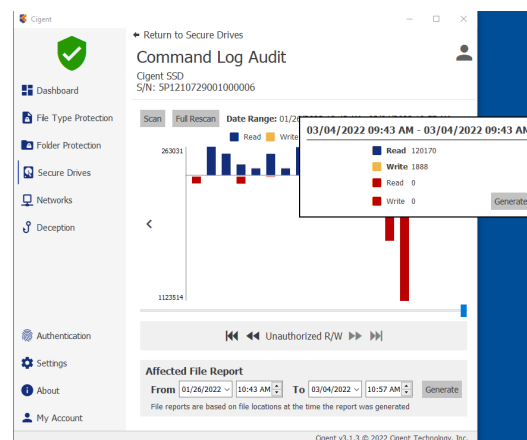 Cigent
Return to Secure Drives
Command Log Audit
Cigent SSD
S/N: 5P1210729001000006
Dashboard
File Type Protection
Folder Protection
Secure Drives
Networks
Deception
Authentication
Settings
About
My Account
Scan
Full Rescan
Date Range: 01/26
Read
Write
263031
1123514
03/04/2022 09:43 AM - 03/04/2022 09:43 AM
Read 120170
Write 1888
Read 0
Write 0
Generate
Unauthorized R/W
Affected File Report
From 01/26/2022 10:43 AM To 03/04/2022 10:57 AM Generate
File reports are based on file locations at the time the report was generated
Cigent v3.1.3 © 2022 Cigent Technology, Inc.